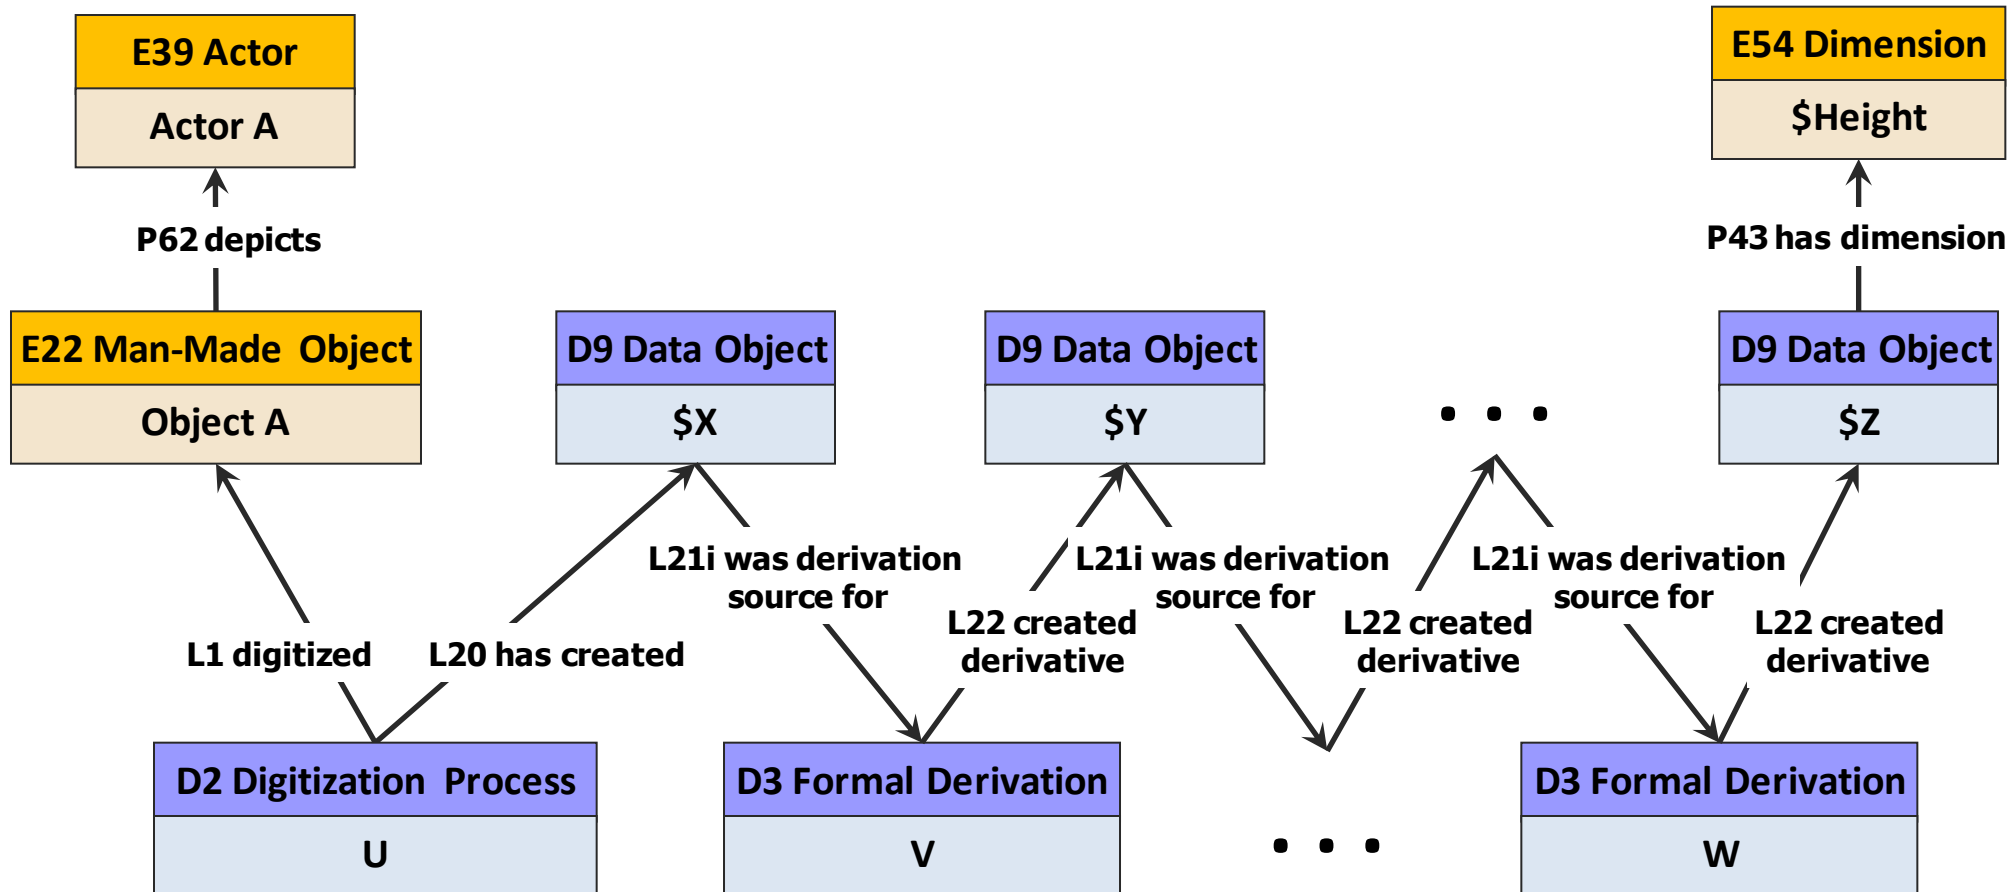 E39 Actor
Actor A
E54 Dimension
$Height
P62 depicts
P43 has dimension
E22 Man-Made Object
Object A
D9 Data Object
$X
D9 Data Object
$Y
. . .
D9 Data Object
$Z
L1 digitized
L20 has created
L21i was derivation
source for
L22 created
derivative
L21i was derivation
source for
L22 created
derivative
L21i was derivation
source for
L22 created
derivative
D2 Digitization Process
U
D3 Formal Derivation
V
. . .
D3 Formal Derivation
W